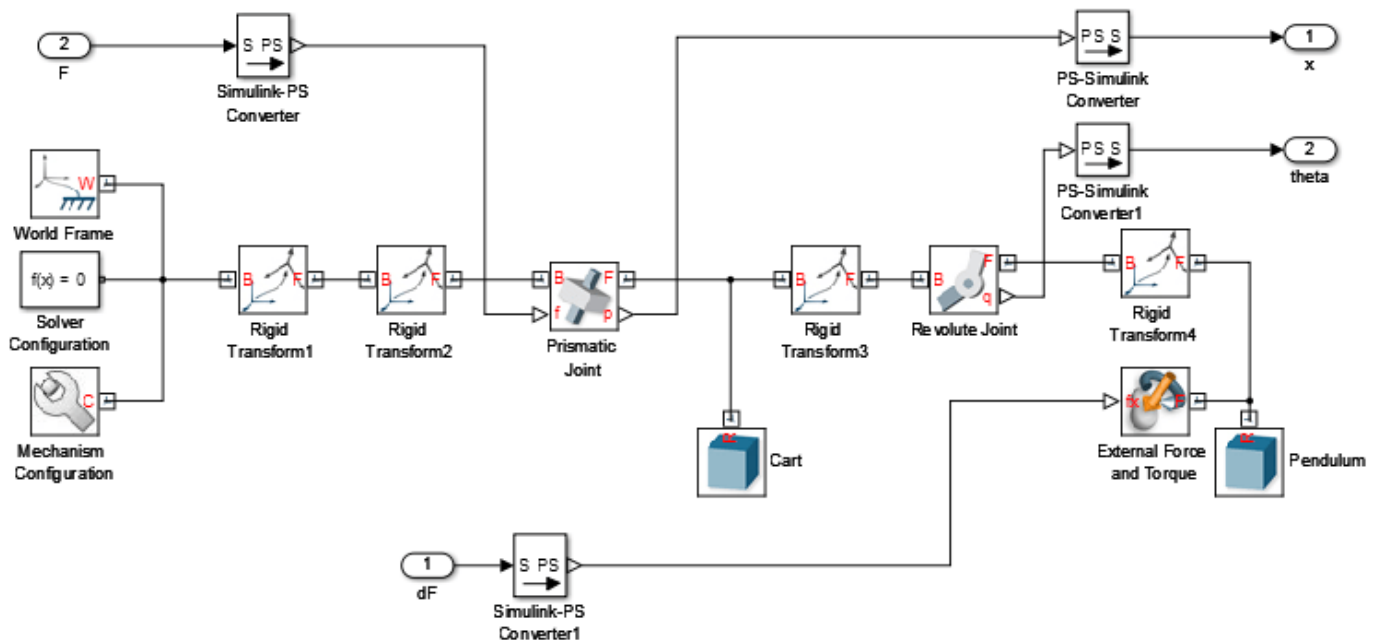 2
F
S PS
Simulink-PS
Converter
PS S
PS-Simulink
Converter
1
x
PS S
PS-Simulink
Converter1
2
theta
W
World Frame
f(x) = 0
Solver
Configuration
C
Mechanism
Configuration
B F
Rigid
Transform1
B F
Rigid
Transform2
B F
f p
Prismatic
Joint
B F
Rigid
Transform3
B F
q
Revolute Joint
B F
Rigid
Transform4
R
Cart
fx F
External Force
and Torque
R
Pendulum
1
dF
S PS
Simulink-PS
Converter1